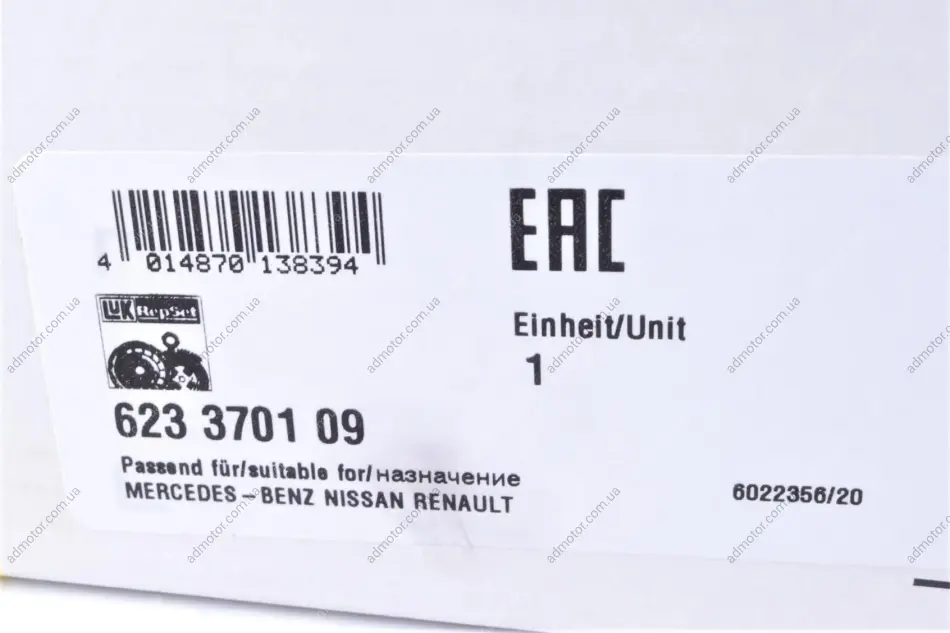 4 014870 138394
EAC
LuK RepSet
Einheit/Unit
1
623 3701 09
Passend für/suitable for/назначение
MERCEDES-BENZ NISSAN RENAULT
6022356/20
admotor.com.ua